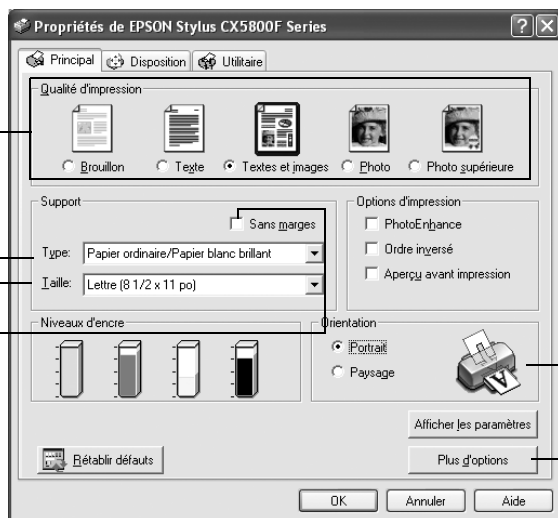 Propriétés de EPSON Stylus CX5800F Series
Principal
Disposition
Utilitaire
Qualité d'impression
Brouillon
Texte
Textes et images
Photo
Photo supérieure
Support
Sans marges
Type: Papier ordinaire/Papier blanc brillant
Taille: Lettre (8 1/2 x 11 po)
Options d'impression
PhotoEnhance
Ordre inversé
Aperçu avant impression
Niveaux d'encre
Orientation
Portrait
Paysage
Afficher les paramètres
Rétablir défauts
Plus d'options
OK
Annuler
Aide